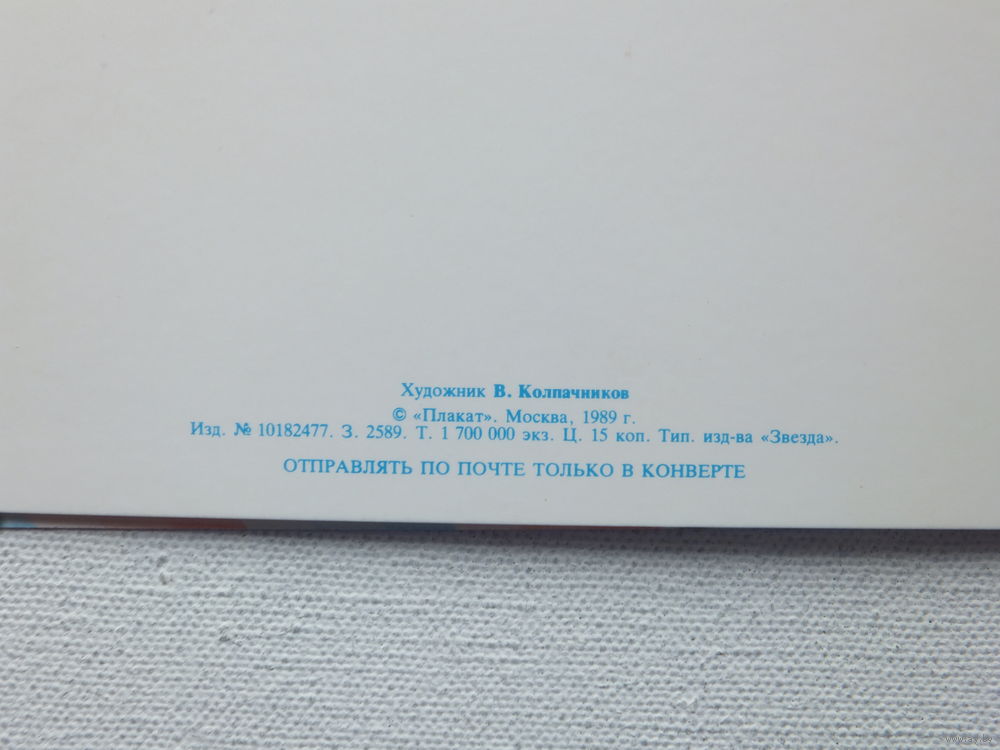 Художник В. Колпачников
© «Плакат». Москва, 1989 г.
Изд. № 10182477. З. 2589. Т. 1 700 000 экз. Ц. 15 коп. Тип. изд-ва «Звезда».
ОТПРАВЛЯТЬ ПО ПОЧТЕ ТОЛЬКО В КОНВЕРТЕ